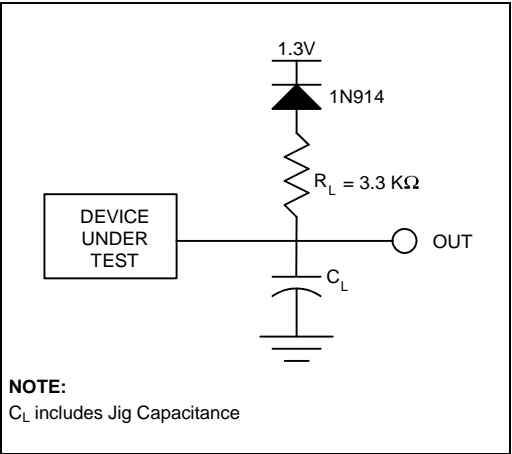 1.3V
1N914
R_L = 3.3 KΩ
DEVICE
UNDER
TEST
OUT
C_L
NOTE:
C_L includes Jig Capacitance